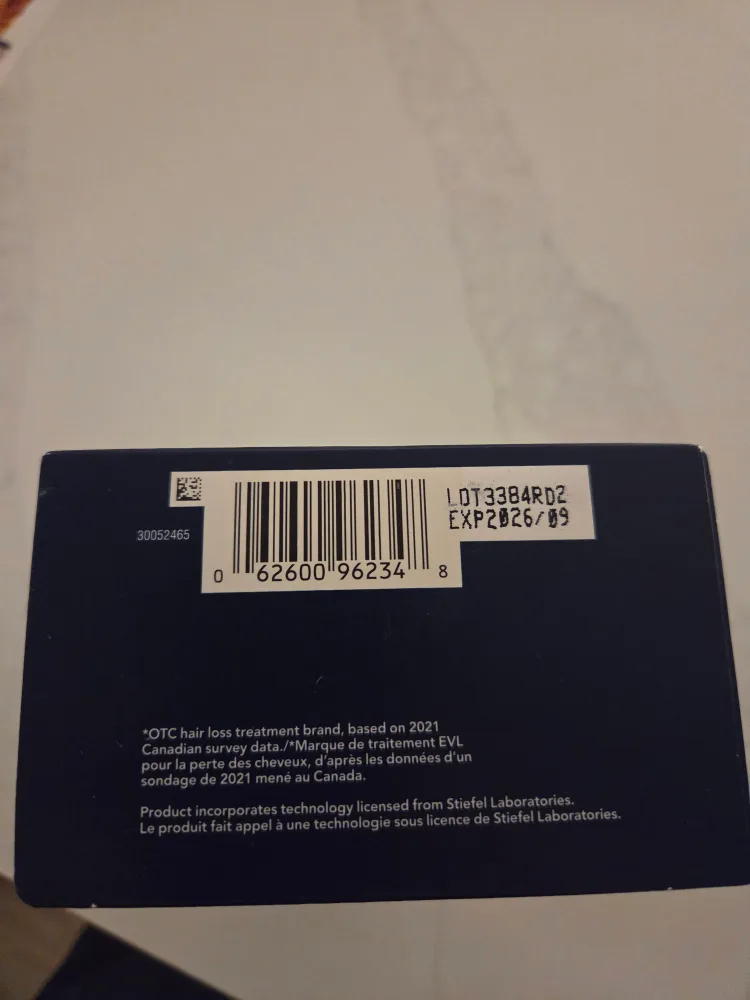 LOT3384RD2
EXP2026/09
30052465
0 62600 96234 8
*OTC hair loss treatment brand, based on 2021
Canadian survey data./*Marque de traitement EVL
pour la perte des cheveux, d'après les données d'un
sondage de 2021 mené au Canada.
Product incorporates technology licensed from Stiefel Laboratories.
Le produit fait appel à une technologie sous licence de Stiefel Laboratories.